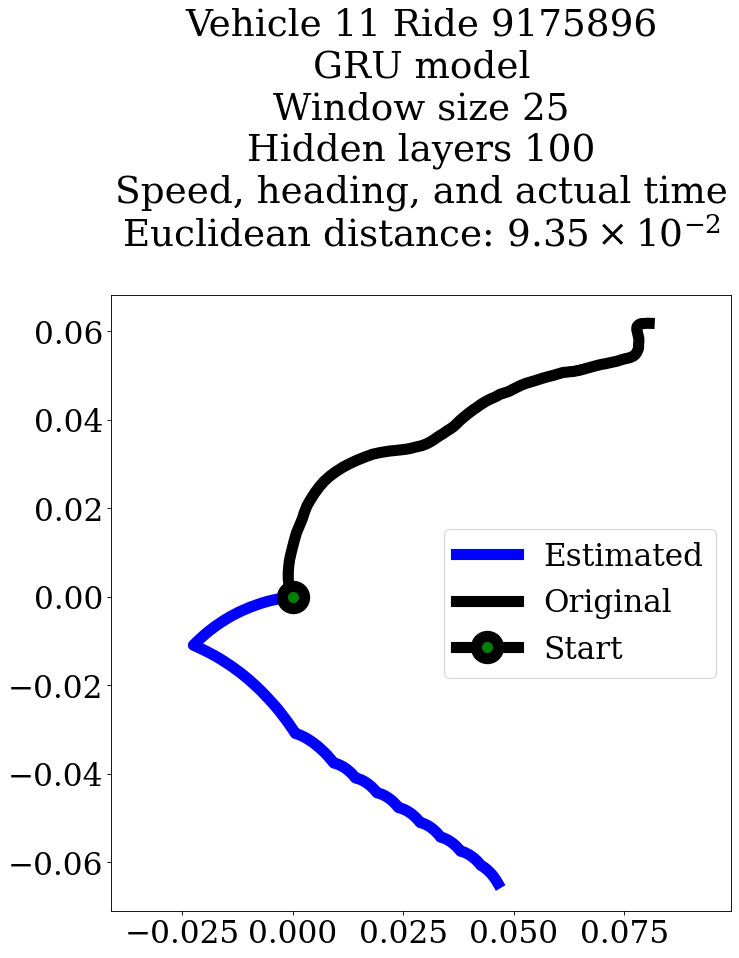 Vehicle 11 Ride 9175896
GRU model
Window size 25
Hidden layers 100
Speed, heading, and actual time
Euclidean distance: 9.35 × 10⁻²
0.06
0.04
0.02
0.00
−0.02
−0.04
−0.06
Estimated
Original
Start
−0.025 0.000 0.025 0.050 0.075